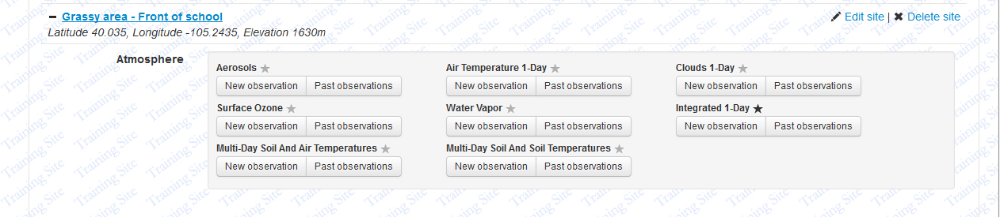 Grassy area - Front of school
Edit site | Delete site
Latitude 40.035, Longitude -105.2435, Elevation 1630m
Atmosphere
Aerosols
Air Temperature 1-Day
Clouds 1-Day
New observation Past observations
New observation Past observations
New observation Past observations
Surface Ozone
Water Vapor
Integrated 1-Day
New observation Past observations
New observation Past observations
New observation Past observations
Multi-Day Soil And Air Temperatures
Multi-Day Soil And Soil Temperatures
New observation Past observations
New observation Past observations
Training Site